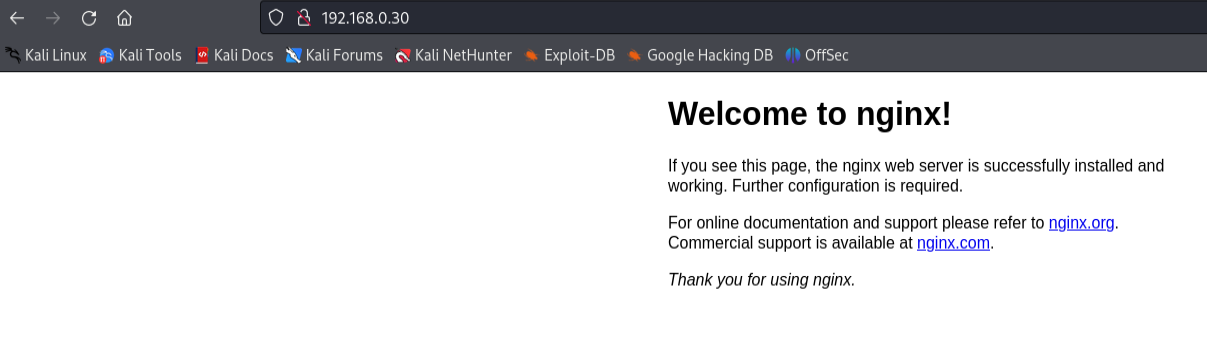 192.168.0.30
Kali Linux Kali Tools Kali Docs Kali Forums Kali NetHunter Exploit-DB Google Hacking DB OffSec
Welcome to nginx!
If you see this page, the nginx web server is successfully installed and
working. Further configuration is required.
For online documentation and support please refer to nginx.org.
Commercial support is available at nginx.com.
Thank you for using nginx.